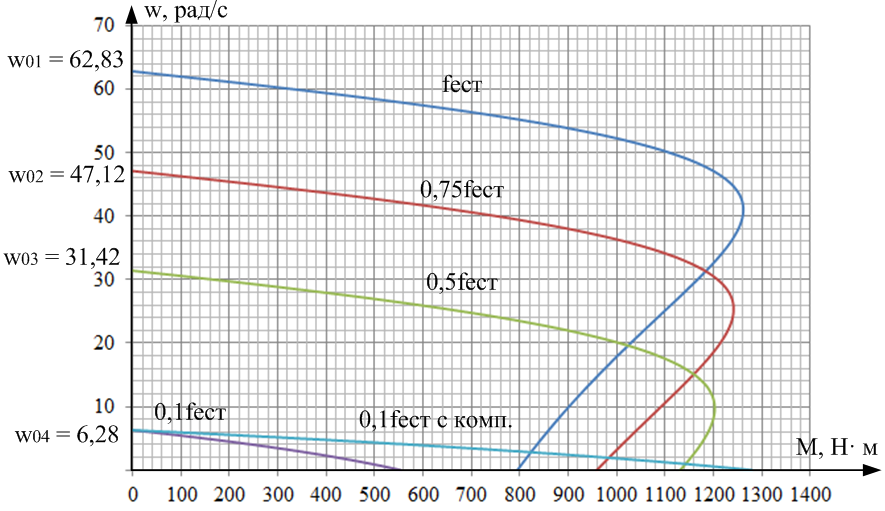 w, рад/с
70
w01 = 62,83
60
fест
50
w02 = 47,12
0,75fест
40
w03 = 31,42
30
0,5fест
20
10
0,1fест
0,1fест с комп.
w04 = 6,28
М, Н· м
0 100 200 300 400 500 600 700 800 900 1000 1100 1200 1300 1400